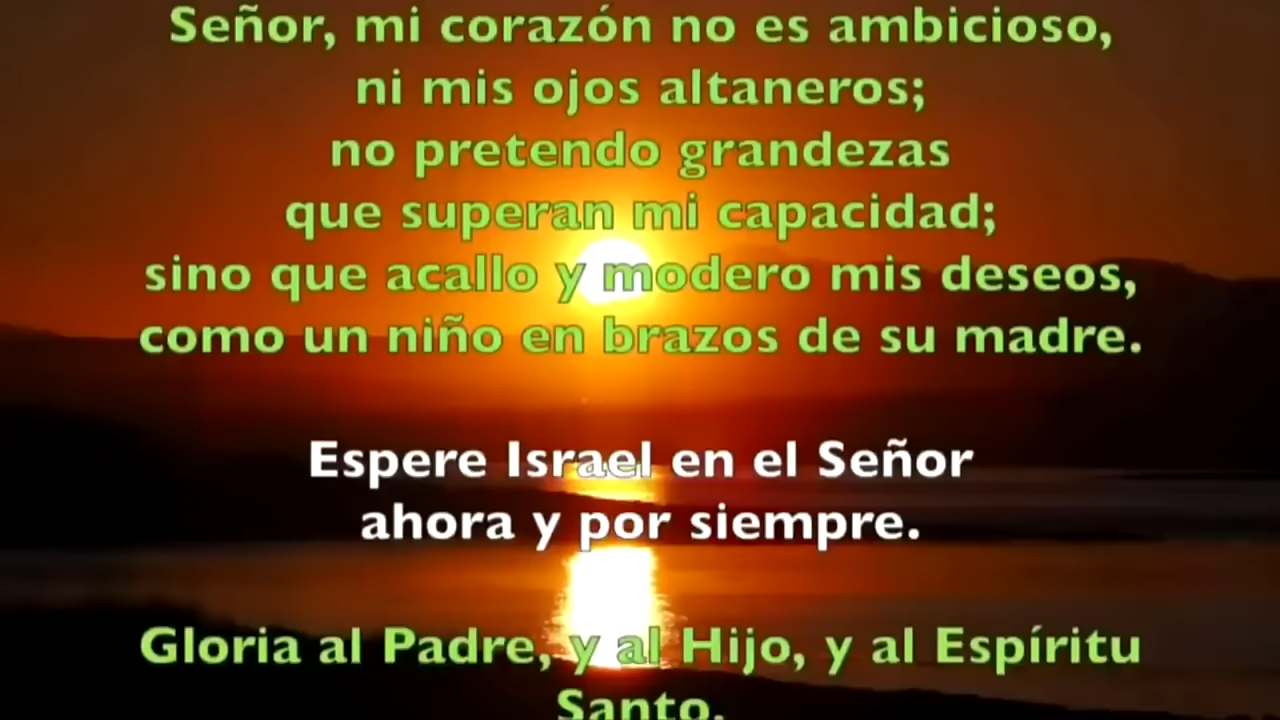 Señor, mi corazón no es ambicioso,
ni mis ojos altaneros;
no pretendo grandezas
que superan mi capacidad;
sino que acallo y modero mis deseos,
como un niño en brazos de su madre.
Espere Israel en el Señor
ahora y por siempre.
Gloria al Padre, y al Hijo, y al Espíritu
Santo.